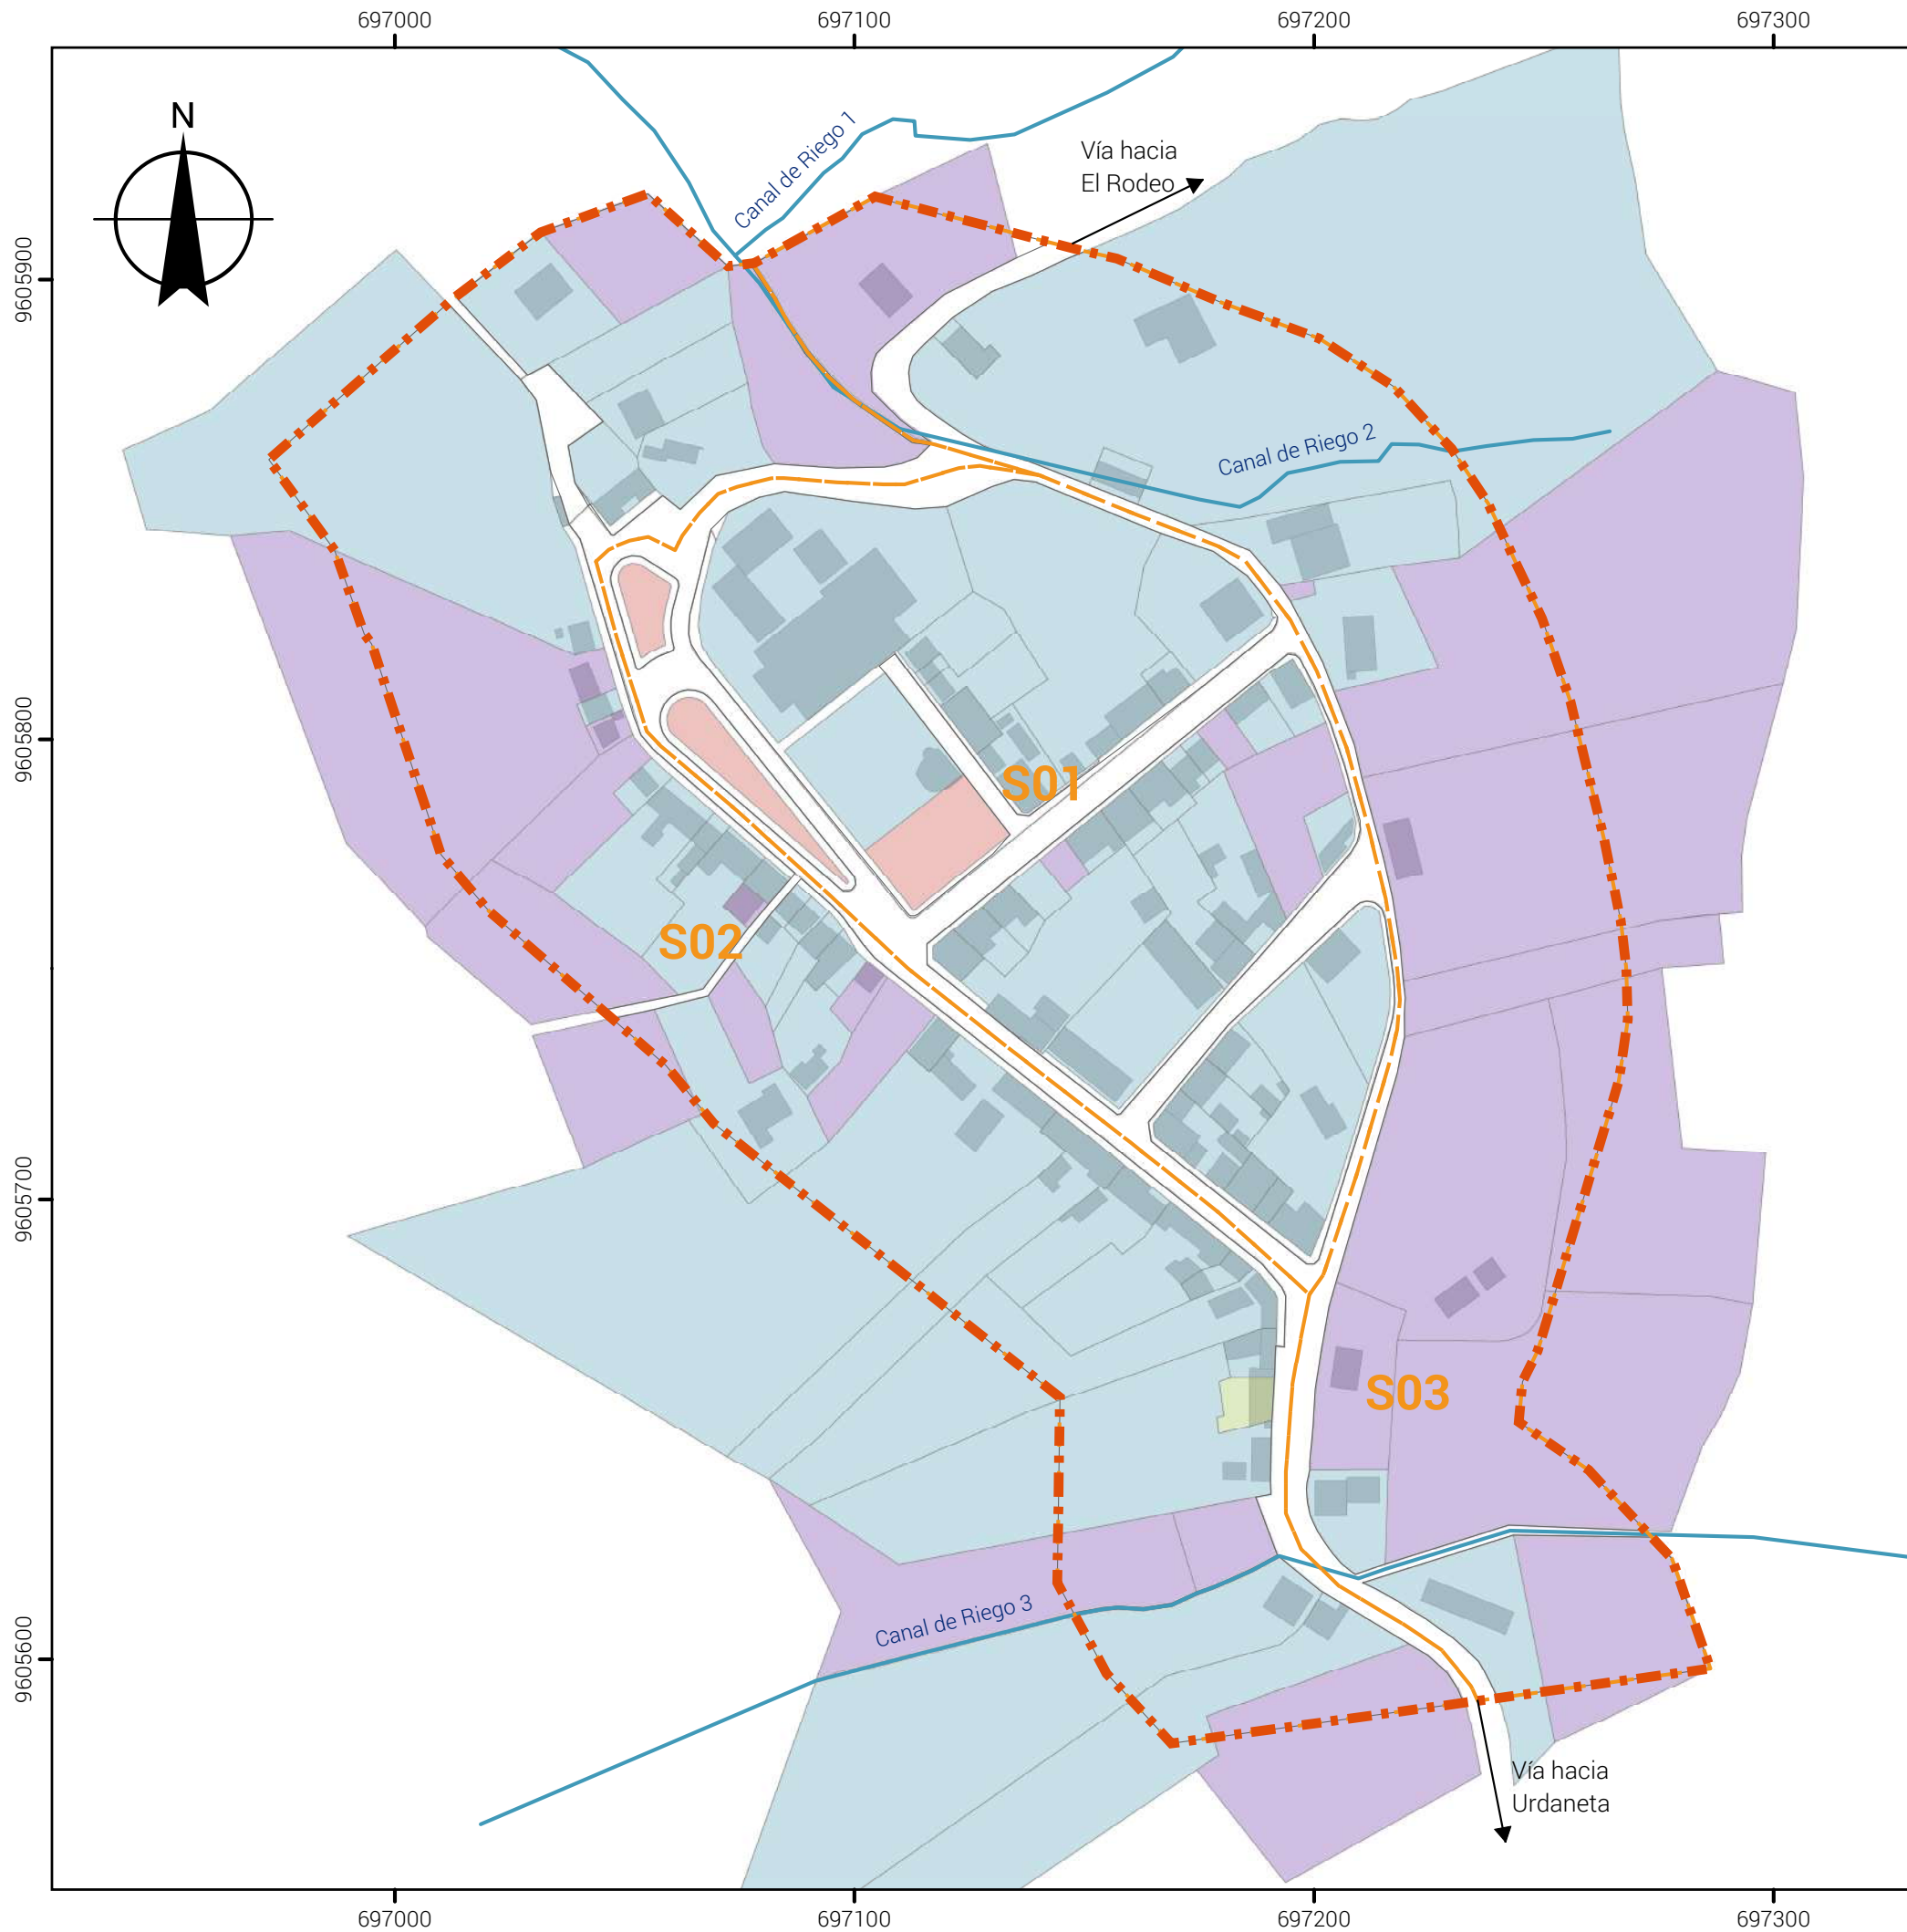 697000
697100
697200
697300
N
Canal de Riego 1
Vía hacia
El Rodeo
9605900
Canal de Riego 2
9605800
S01
S02
9605700
S03
Canal de Riego 3
9605600
Vía hacia
Urdaneta
697000
697100
697200
697300